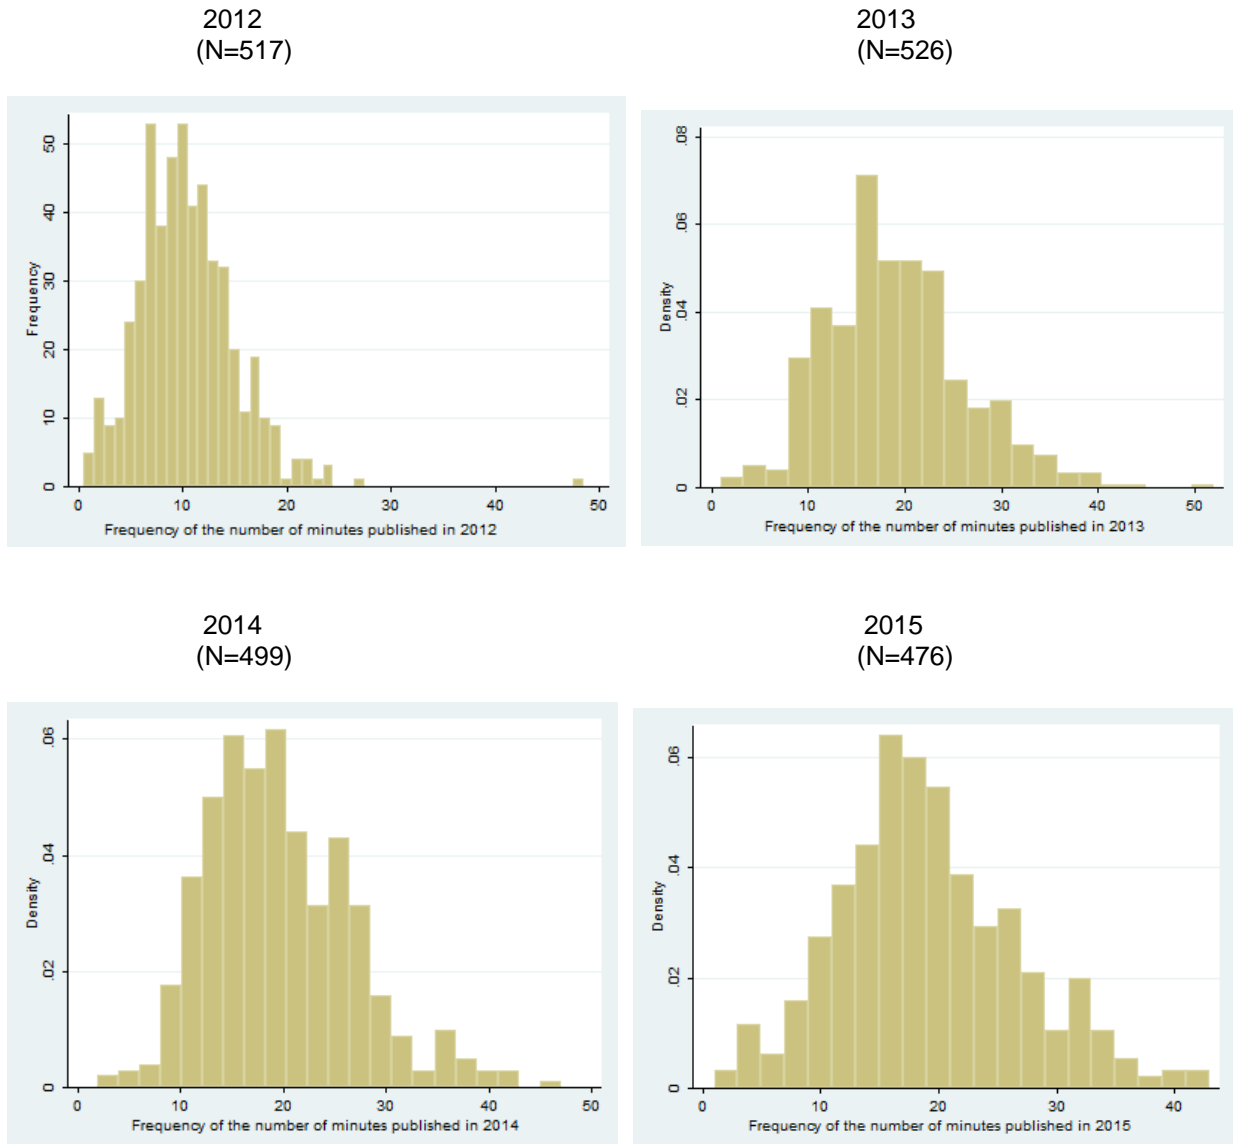 2012
(N=517)
2013
(N=526)
Frequency
50
40
30
20
10
0
0 10 20 30 40 50
Frequency of the number of minutes published in 2012
Density
.08
.06
.04
.02
0
0 10 20 30 40 50
Frequency of the number of minutes published in 2013
2014
(N=499)
2015
(N=476)
Density
.06
.04
.02
0
0 10 20 30 40 50
Frequency of the number of minutes published in 2014
Density
.06
.04
.02
0
0 10 20 30 40
Frequency of the number of minutes published in 2015